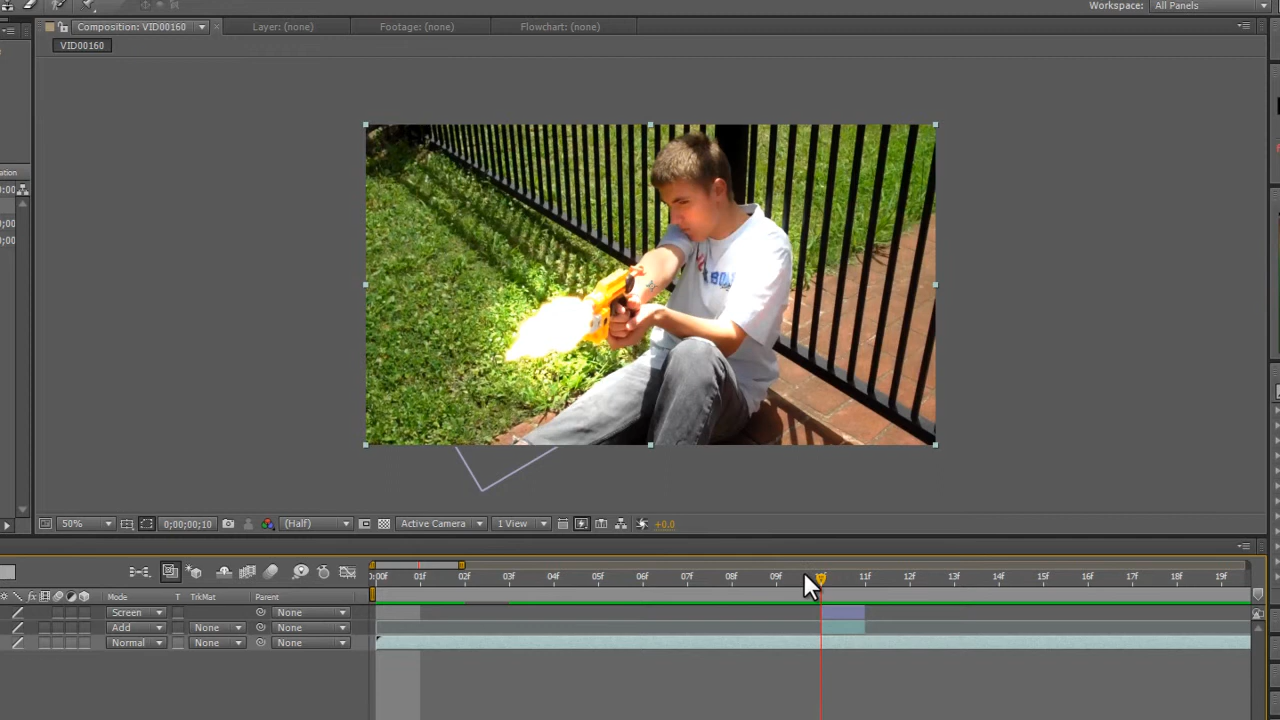 Workspace: All Panels
Composition: VID00160 Layer: (none) Footage: (none) Flowchart: (none)
VID00160
50% 0;00;00;10 (Half) Active Camera 1 View +0.0
01f 02f 03f 04f 05f 06f 07f 08f 09f 11f 12f 13f 14f 15f 16f 17f 18f 19f
Mode T TrkMat Parent
Screen None
Add None None
Normal None None